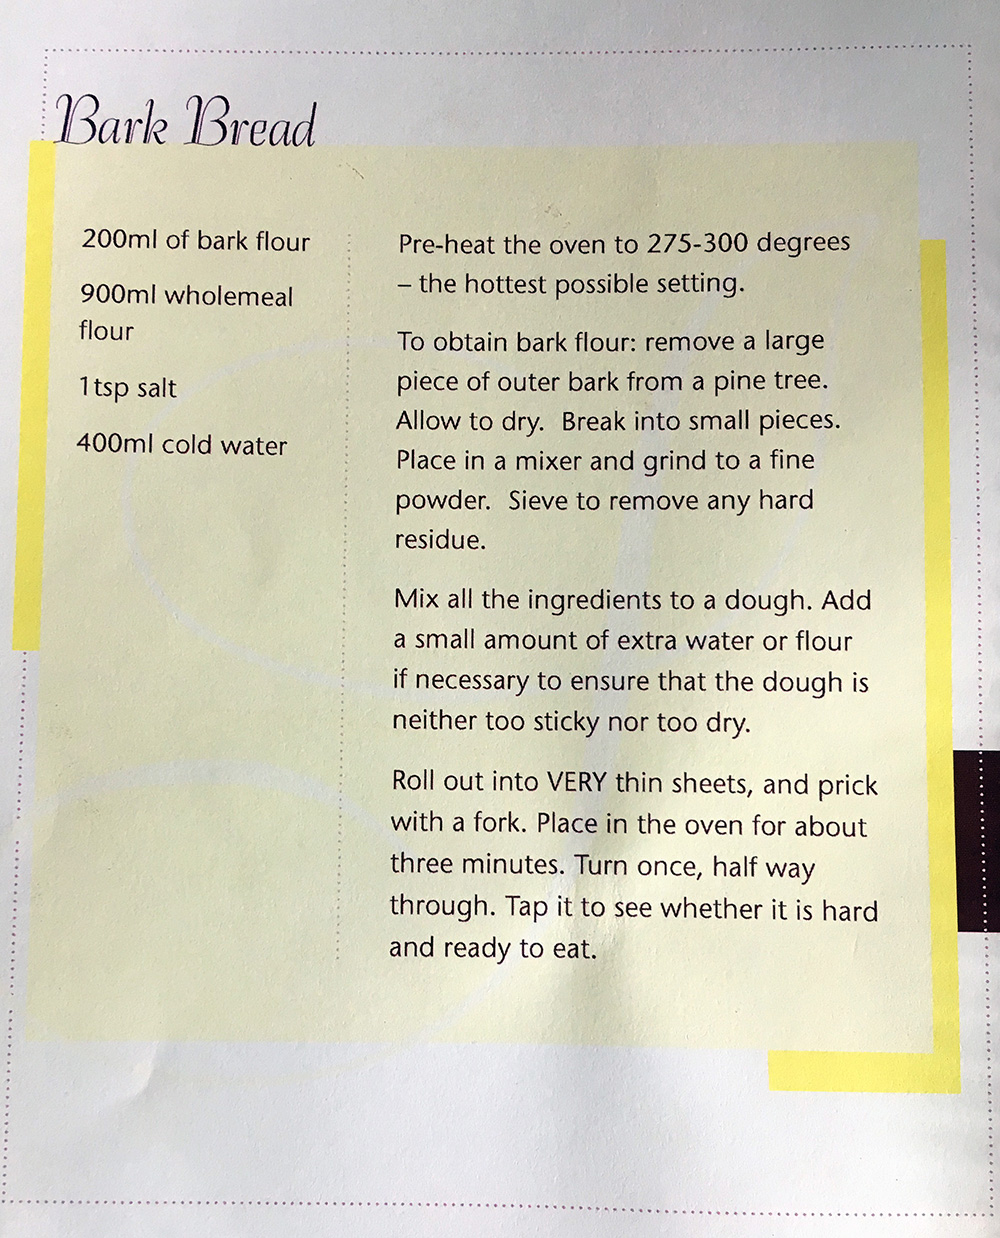 Bark Bread
200ml of bark flour
900ml wholemeal
flour
1tsp salt
400ml cold water
Pre-heat the oven to 275-300 degrees
– the hottest possible setting.
To obtain bark flour: remove a large
piece of outer bark from a pine tree.
Allow to dry.  Break into small pieces.
Place in a mixer and grind to a fine
powder.  Sieve to remove any hard
residue.
Mix all the ingredients to a dough. Add
a small amount of extra water or flour
if necessary to ensure that the dough is
neither too sticky nor too dry.
Roll out into VERY thin sheets, and prick
with a fork. Place in the oven for about
three minutes. Turn once, half way
through. Tap it to see whether it is hard
and ready to eat.